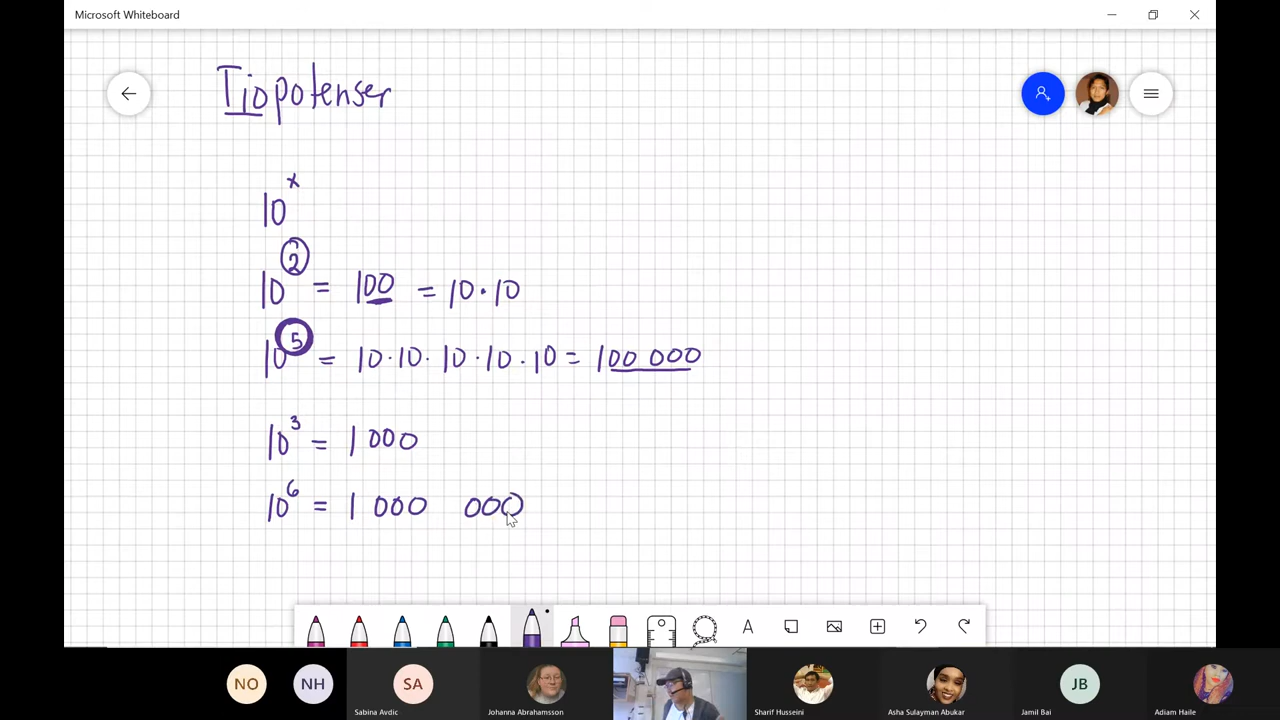 Microsoft Whiteboard
Tiopotenser
10^x
10^2 = 100 = 10·10
10^5 = 10·10·10·10·10 = 100 000
10^3 = 1 000
10^6 = 1 000 000
A
NO
NH
SA
JB
Sabina Avdic
Johanna Abrahamsson
Sharif Husseini
Asha Sulayman Abukar
Jamil Bai
Adiam Haile